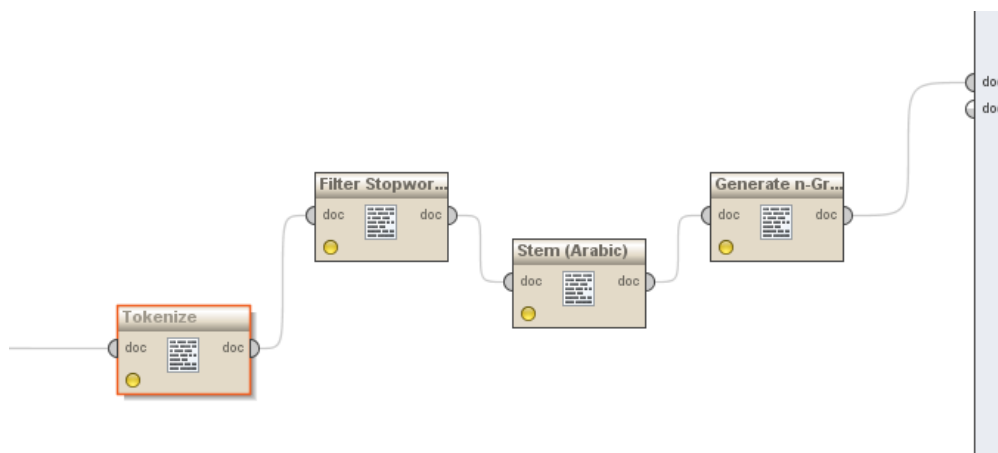 Tokenize
doc doc
Filter Stopwor...
doc doc
Stem (Arabic)
doc doc
Generate n-Gr...
doc doc
doc
doc